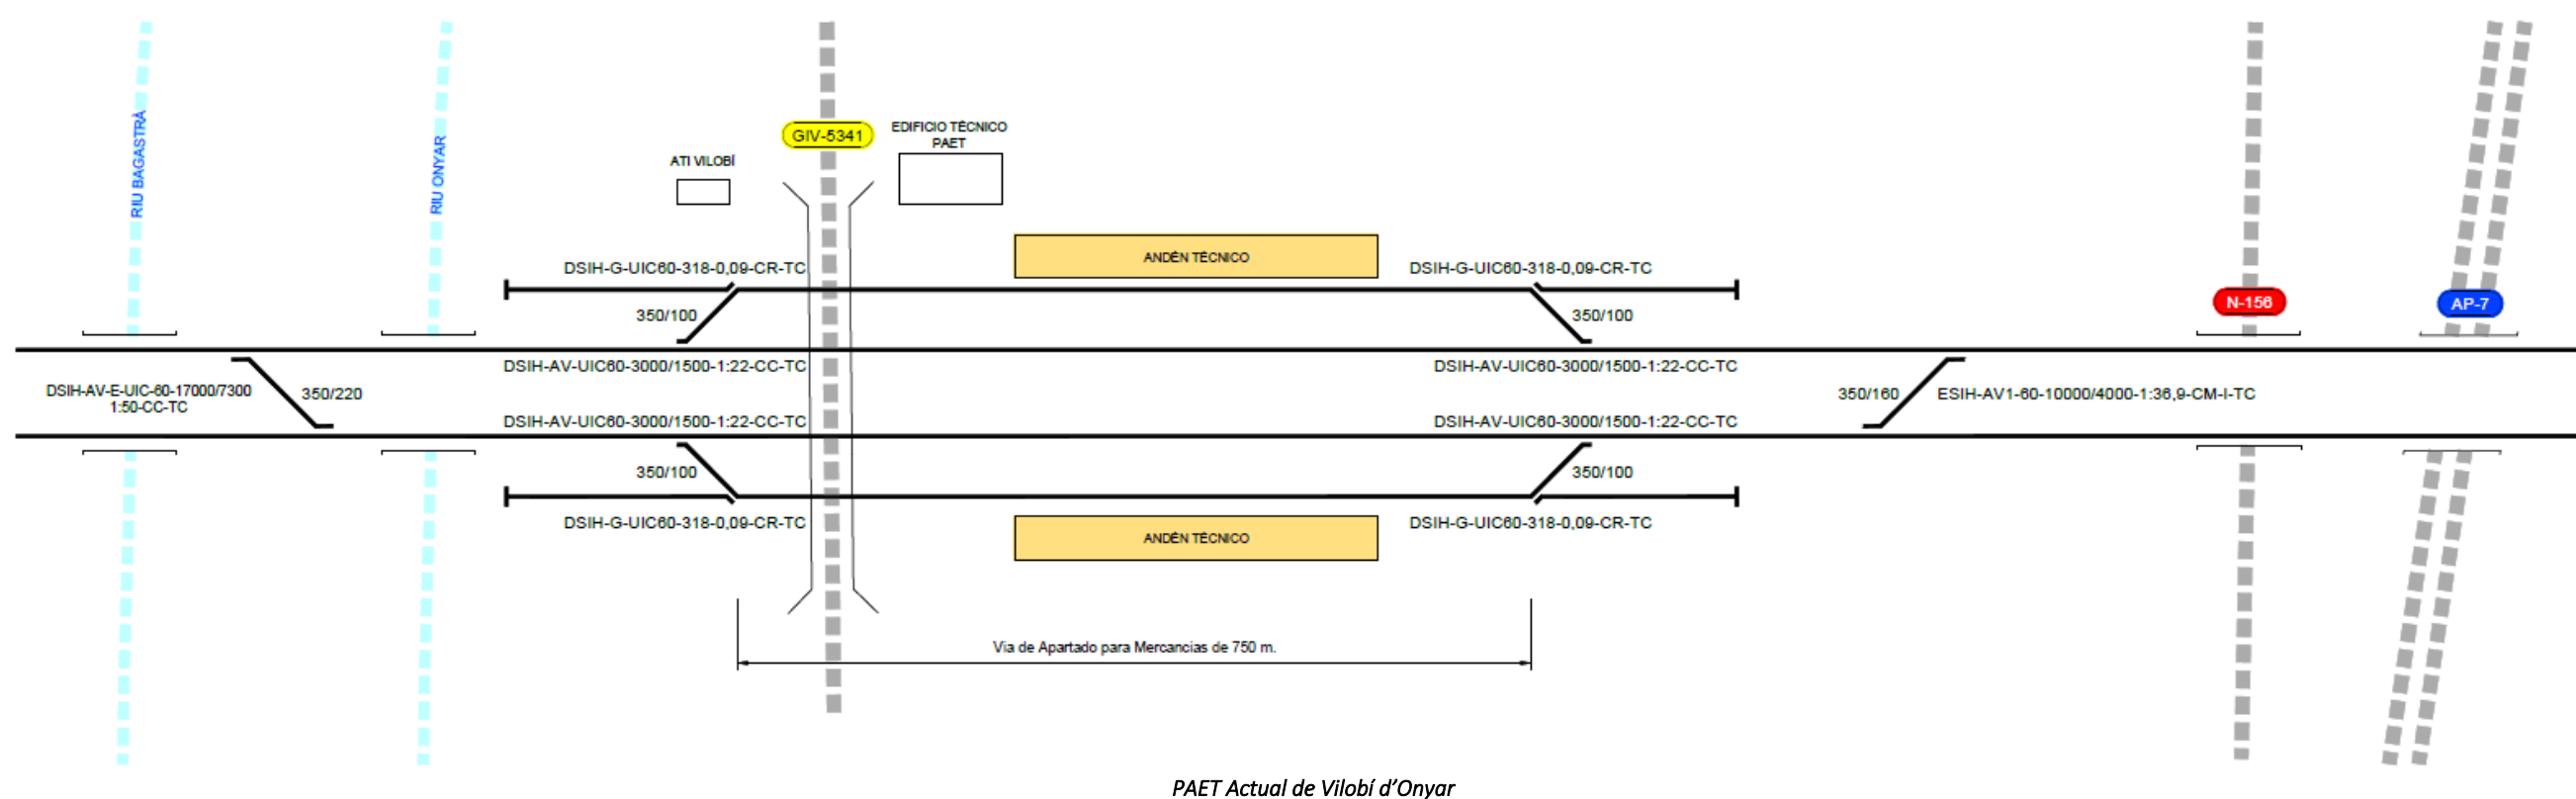 RIU BAGASTRÀ
RIU ONYAR
GIV-5341
EDIFICIO TÉCNICO
PAET
ATI VILOBÍ
ANDÉN TÉCNICO
DSIH-G-UIC60-318-0,09-CR-TC
DSIH-G-UIC60-318-0,09-CR-TC
N-156
AP-7
350/100
350/100
DSIH-AV-UIC60-3000/1500-1:22-CC-TC
DSIH-AV-UIC60-3000/1500-1:22-CC-TC
DSIH-AV-E-UIC-60-17000/7300
1:50-CC-TC
350/220
350/160
ESIH-AV1-60-10000/4000-1:36,9-CM-I-TC
DSIH-AV-UIC60-3000/1500-1:22-CC-TC
DSIH-AV-UIC60-3000/1500-1:22-CC-TC
350/100
350/100
DSIH-G-UIC60-318-0,09-CR-TC
DSIH-G-UIC60-318-0,09-CR-TC
ANDÉN TÉCNICO
Via de Apartado para Mercancias de 750 m.
PAET Actual de Vilobí d’Onyar